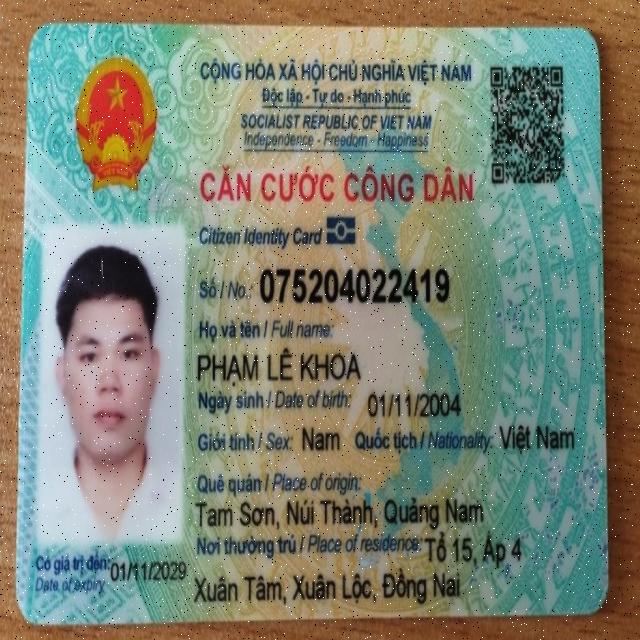 CỘNG HÒA XÃ HỘI CHỦ NGHĨA VIỆT NAM
Độc lập - Tự do - Hạnh phúc
SOCIALIST REPUBLIC OF VIET NAM
Independence - Freedom - Happiness
CĂN CƯỚC CÔNG DÂN
Citizen Identity Card
Số / No.: 075204022419
Họ và tên / Full name:
PHẠM LÊ KHOA
Ngày sinh / Date of birth: 01/11/2004
Giới tính / Sex: Nam Quốc tịch / Nationality: Việt Nam
Quê quán / Place of origin:
Tam Sơn, Núi Thành, Quảng Nam
Nơi thường trú / Place of residence: Tổ 15, Ấp 4
Xuân Tâm, Xuân Lộc, Đồng Nai
Có giá trị đến: 01/11/2029
Date of expiry